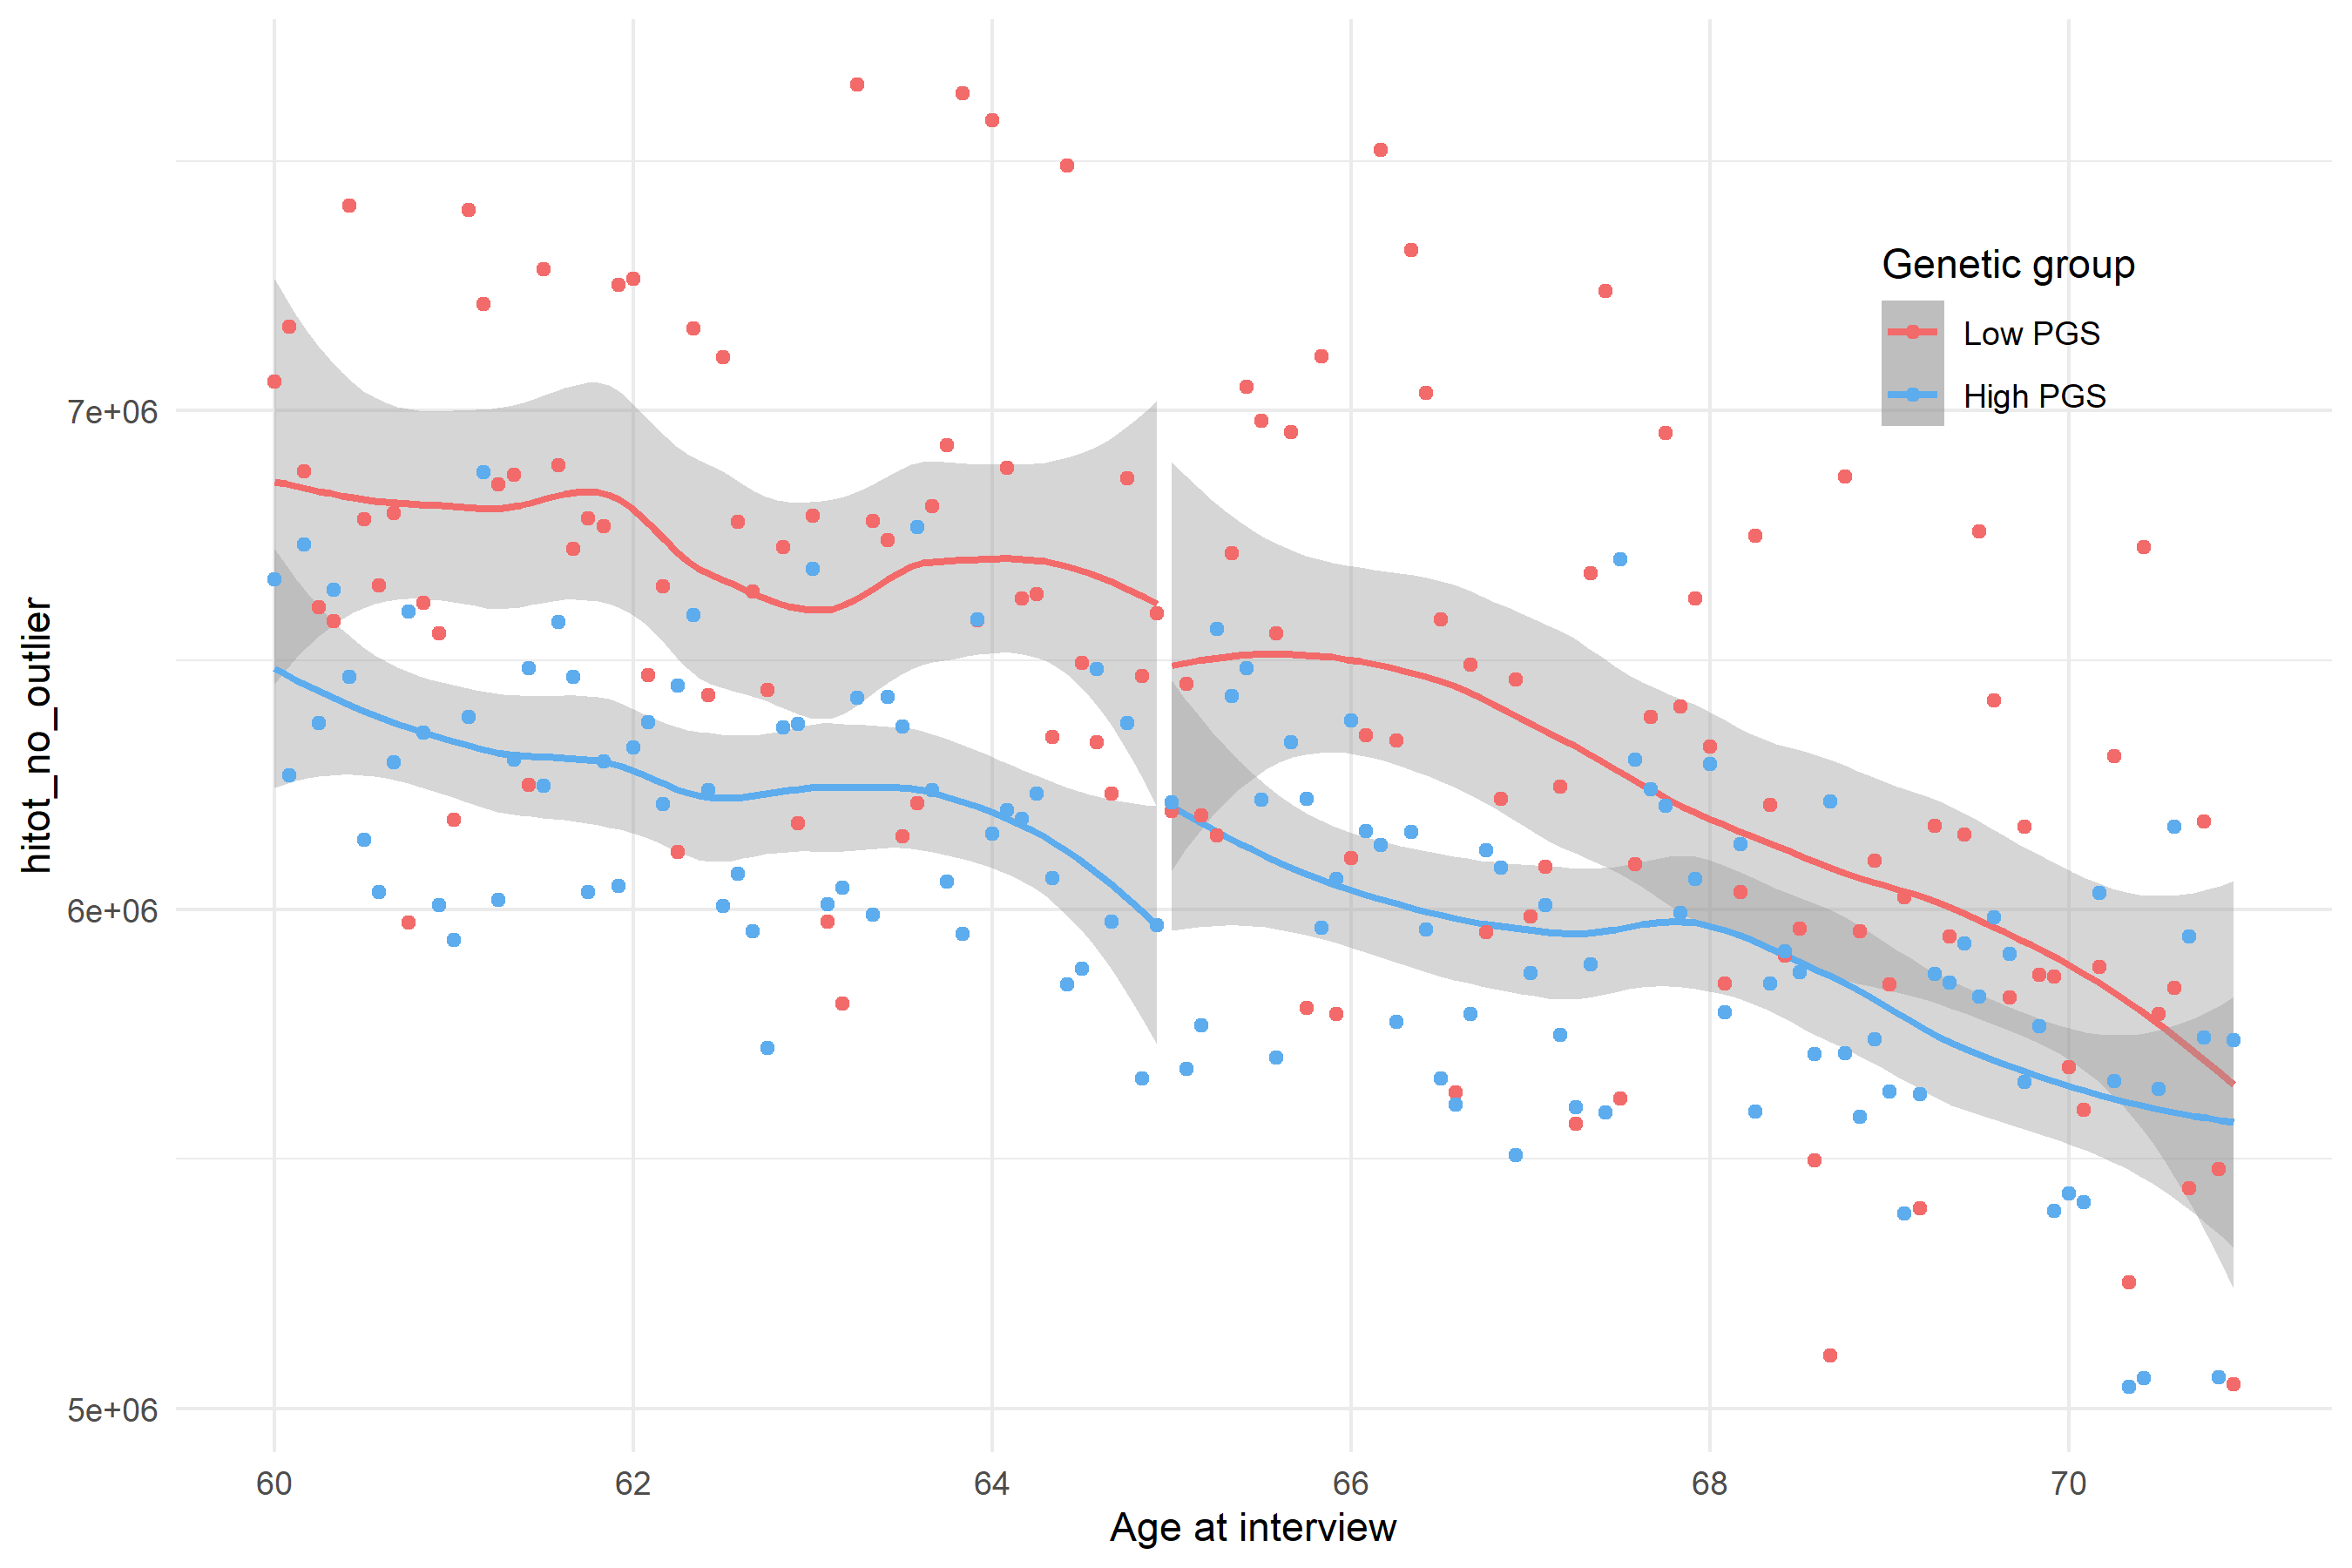 Genetic group
Low PGS
High PGS
7e+06
6e+06
5e+06
hitot_no_outlier
60 62 64 66 68 70
Age at interview